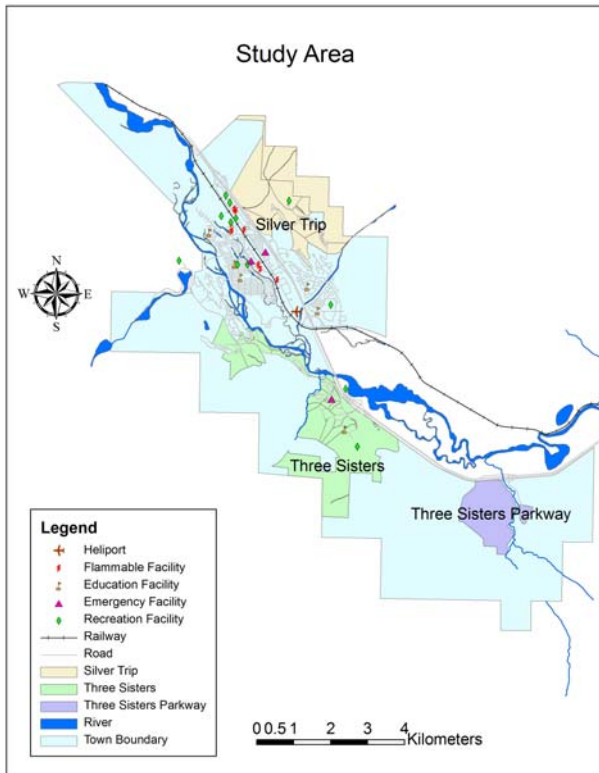 Study Area
Silver Trip
N
W E
S
Three Sisters
Three Sisters Parkway
Legend
Heliport
Flammable Facility
Education Facility
Emergency Facility
Recreation Facility
Railway
Road
Silver Trip
Three Sisters
Three Sisters Parkway
River
Town Boundary
0 0.5 1 2 3 4
Kilometers